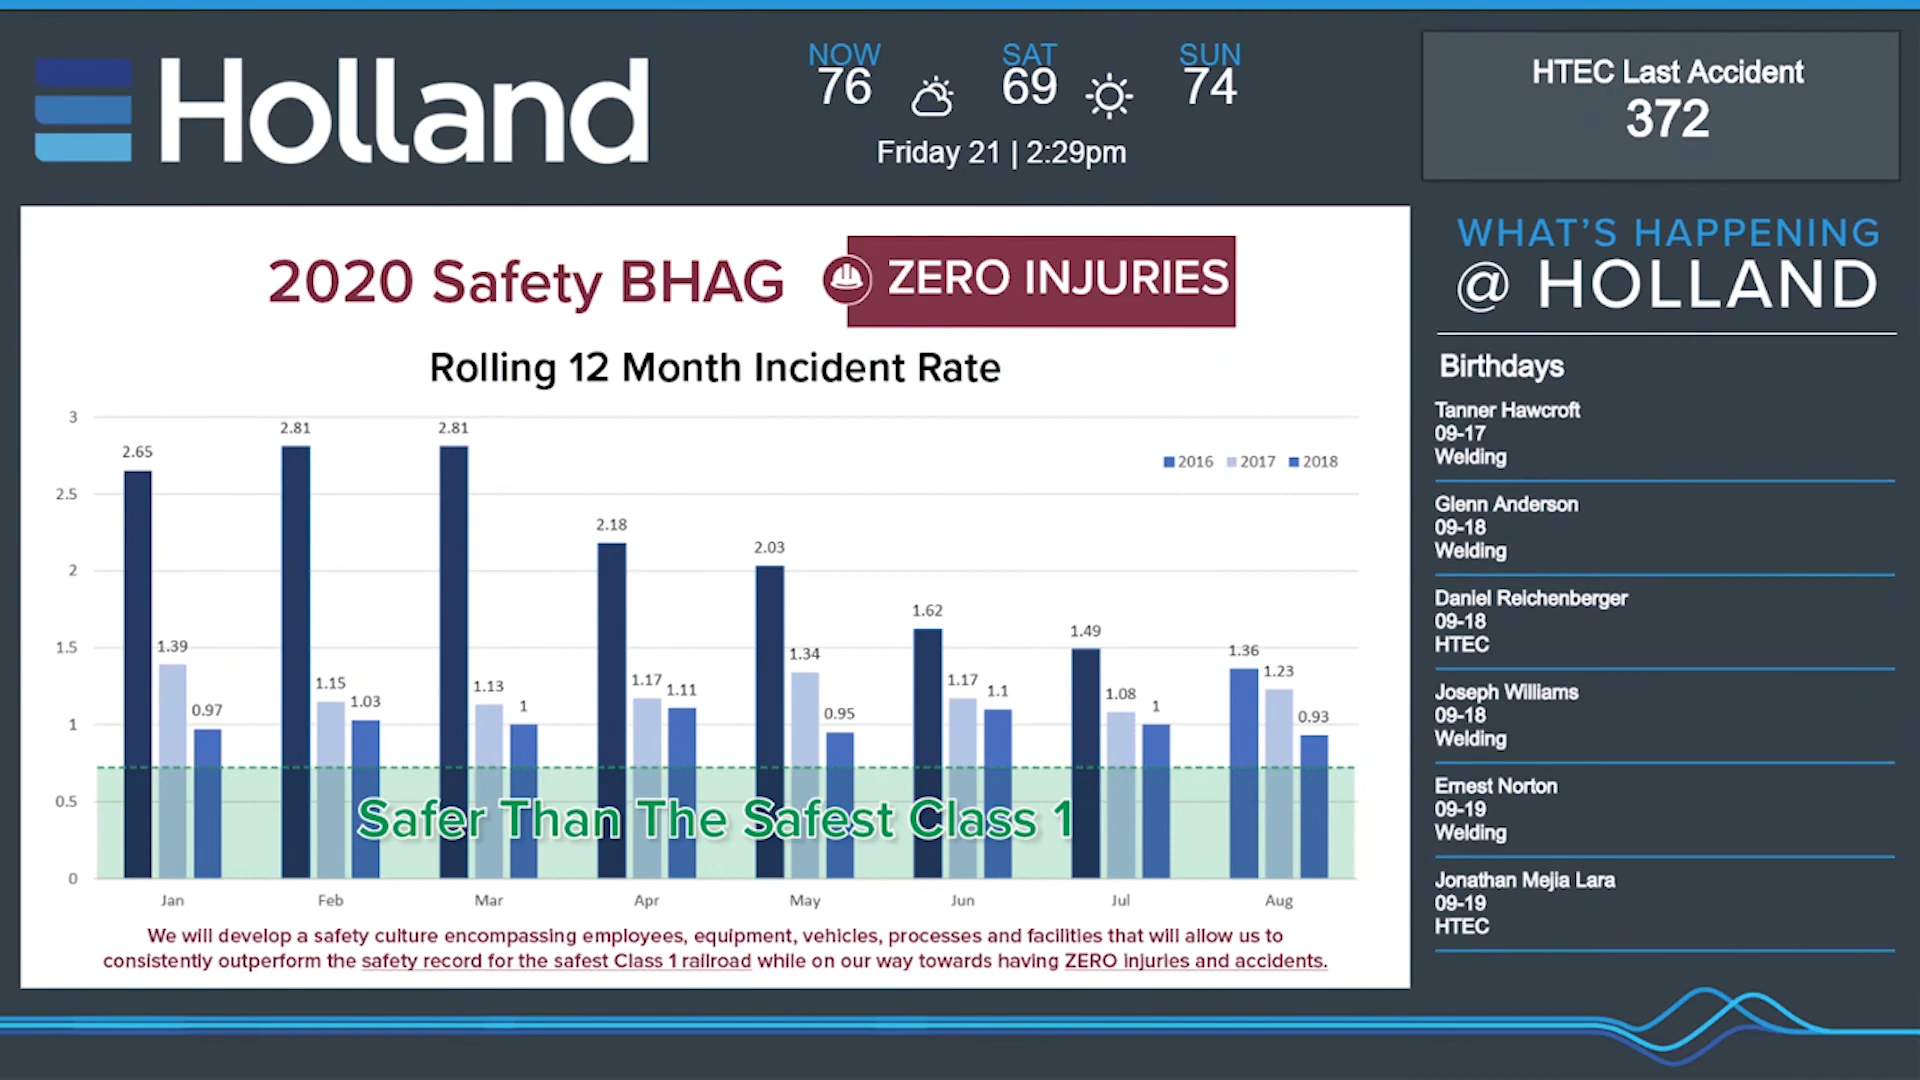 Holland
NOW
76
SAT
69
SUN
74
Friday 21 | 2:29pm
HTEC Last Accident
372
2020 Safety BHAG
ZERO INJURIES
Rolling 12 Month Incident Rate
2016 2017 2018
3
2.5
2
1.5
1
0.5
0
2.65
1.39
0.97
2.81
1.15
1.03
2.81
1.13
1
2.18
1.17
1.11
2.03
1.34
0.95
1.62
1.17
1.1
1.49
1.08
1
1.36
1.23
0.93
Safer Than The Safest Class 1
Jan Feb Mar Apr May Jun Jul Aug
We will develop a safety culture encompassing employees, equipment, vehicles, processes and facilities that will allow us to
consistently outperform the safety record for the safest Class 1 railroad while on our way towards having ZERO injuries and accidents.
WHAT'S HAPPENING
@ HOLLAND
Birthdays
Tanner Hawcroft
09-17
Welding
Glenn Anderson
09-18
Welding
Daniel Reichenberger
09-18
HTEC
Joseph Williams
09-18
Welding
Ernest Norton
09-19
Welding
Jonathan Mejia Lara
09-19
HTEC